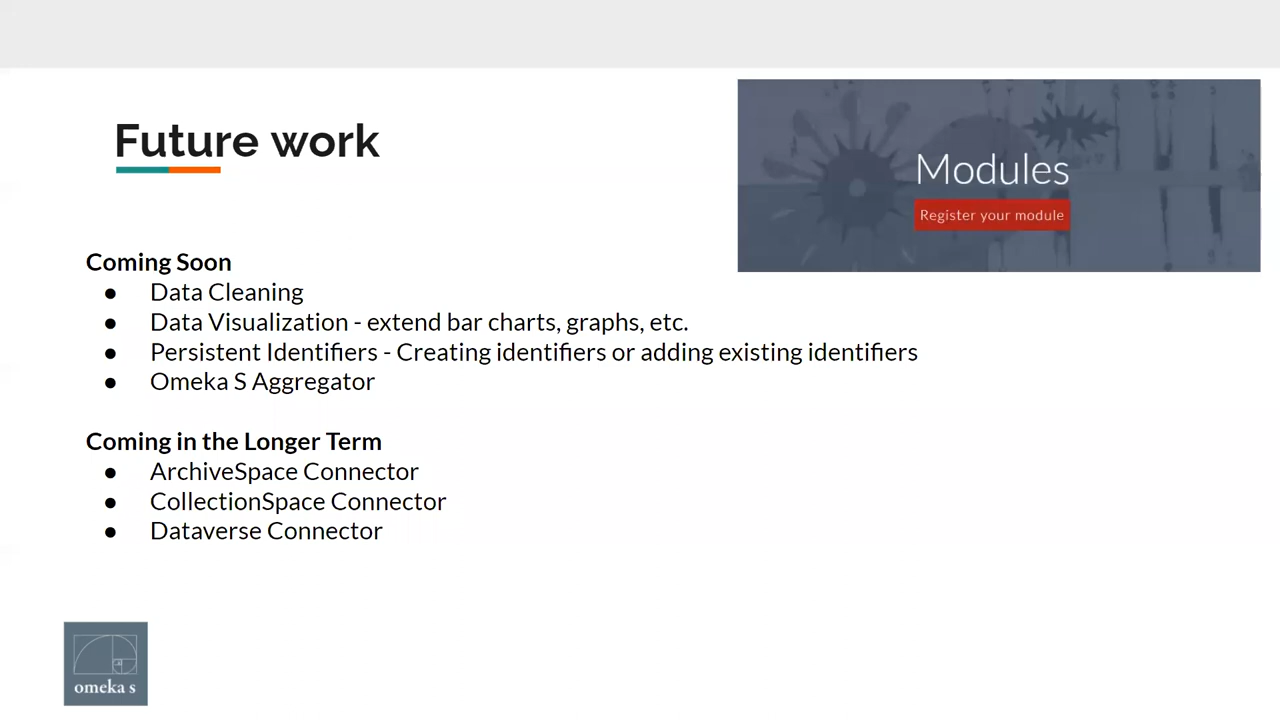 Future work
Modules
Register your module
Coming Soon
● Data Cleaning
● Data Visualization - extend bar charts, graphs, etc.
● Persistent Identifiers - Creating identifiers or adding existing identifiers
● Omeka S Aggregator
Coming in the Longer Term
● ArchiveSpace Connector
● CollectionSpace Connector
● Dataverse Connector
omeka s